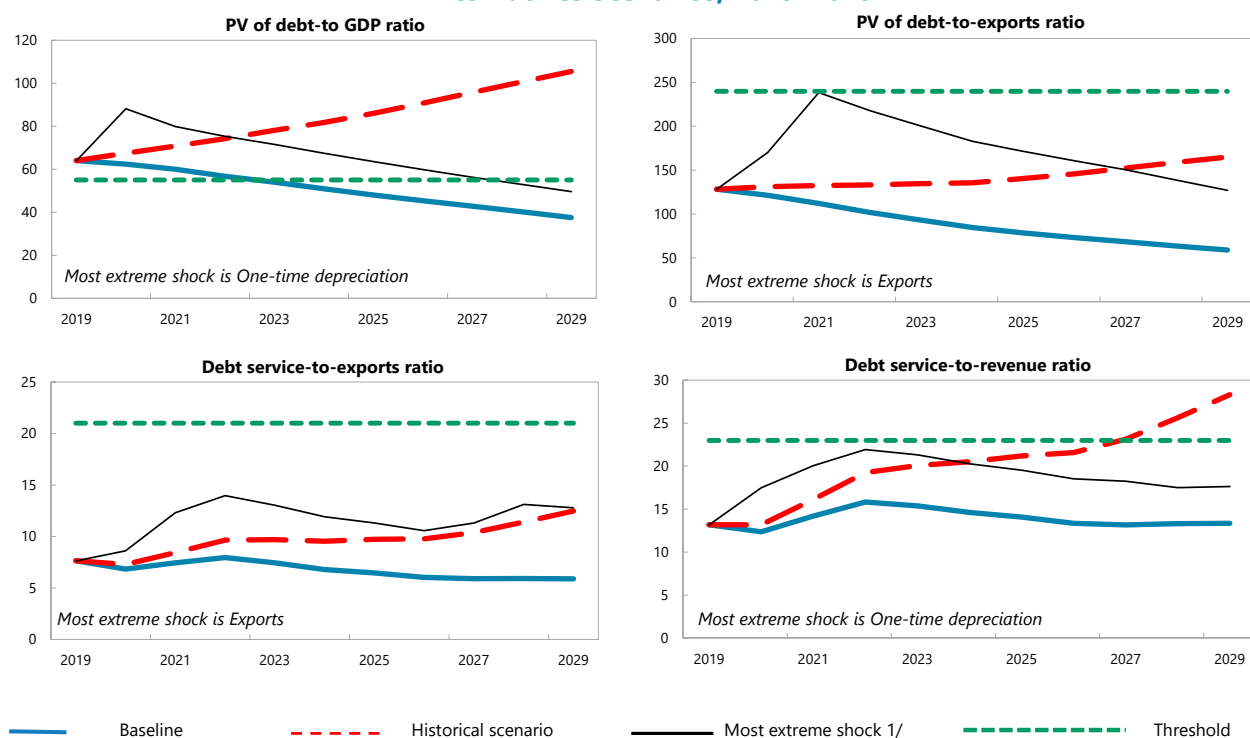 PV of debt-to GDP ratio
120
100
80
60
40
20
0
Most extreme shock is One-time depreciation
2019 2021 2023 2025 2027 2029
PV of debt-to-exports ratio
300
250
200
150
100
50
0
Most extreme shock is Exports
2019 2021 2023 2025 2027 2029
Debt service-to-exports ratio
25
21
15
10
5
0
Most extreme shock is Exports
2019 2021 2023 2025 2027 2029
Debt service-to-revenue ratio
30
25
20
15
10
5
0
Most extreme shock is One-time depreciation
2019 2021 2023 2025 2027 2029
Baseline Historical scenario Most extreme shock 1/ Threshold